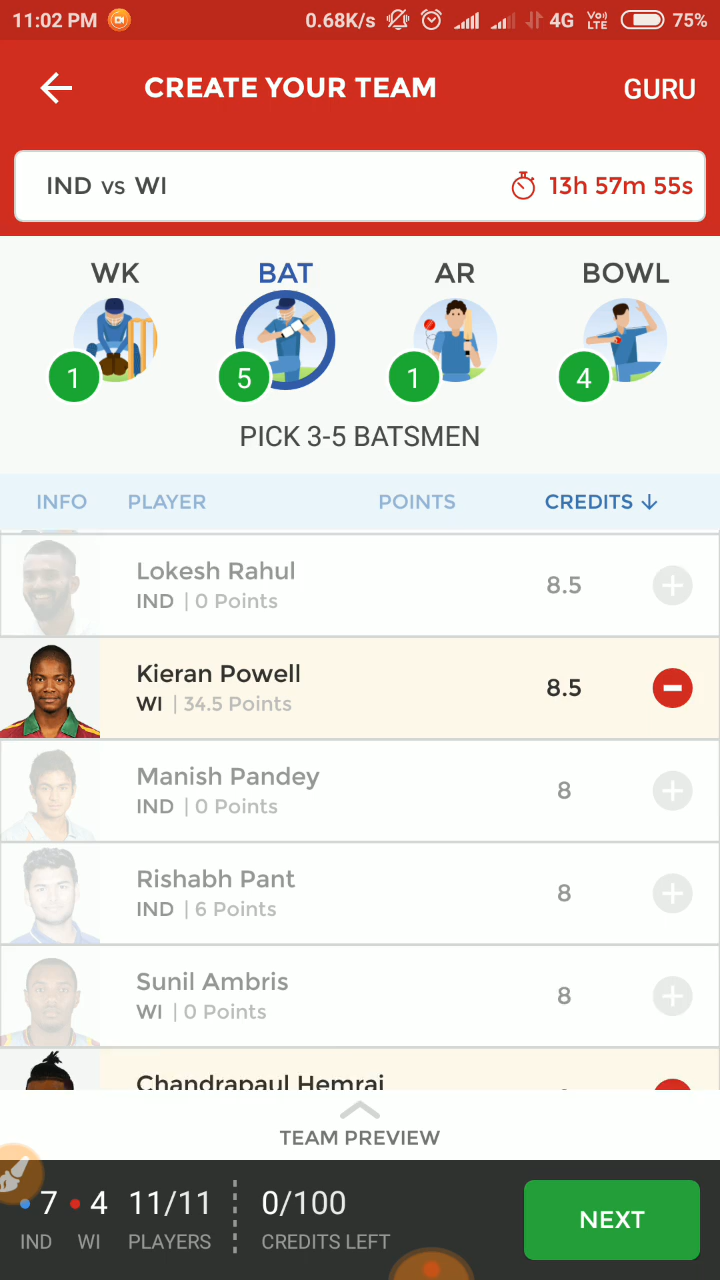 11:02 PM 0.68K/s 4G Vo) LTE 75%
CREATE YOUR TEAM GURU
IND vs WI 13h 57m 55s
WK BAT AR BOWL
1 5 1 4
PICK 3-5 BATSMEN
INFO PLAYER POINTS CREDITS
Lokesh Rahul 8.5
IND | 0 Points
Kieran Powell 8.5
WI | 34.5 Points
Manish Pandey 8
IND | 0 Points
Rishabh Pant 8
IND | 6 Points
Sunil Ambris 8
WI | 0 Points
Chandrapaul Hemraj
TEAM PREVIEW
7 4 11/11 0/100 NEXT
IND WI PLAYERS CREDITS LEFT